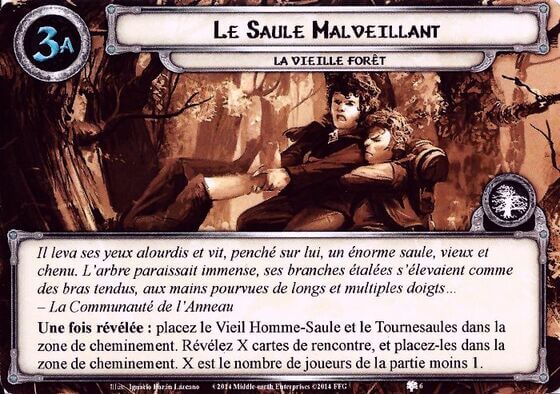 3A
LE SAULE MALVEILLANT
LA VIEILLE FORÊT
Il leva ses yeux alourdis et vit, penché sur lui, un énorme saule, vieux et
chenu. L'arbre paraissait immense, ses branches étalées s'élevaient comme
des bras tendus, aux mains pourvues de longs et multiples doigts…
– La Communauté de l'Anneau
Une fois révélée : placez le Vieil Homme-Saule et le Tournesaules dans la
zone de cheminement. Révélez X cartes de rencontre, et placez-les dans la
zone de cheminement. X est le nombre de joueurs de la partie moins 1.
Illus. Ignacio Bazán Lazcano ©2014 Middle-earth Enterprises ©2014 FFG 6